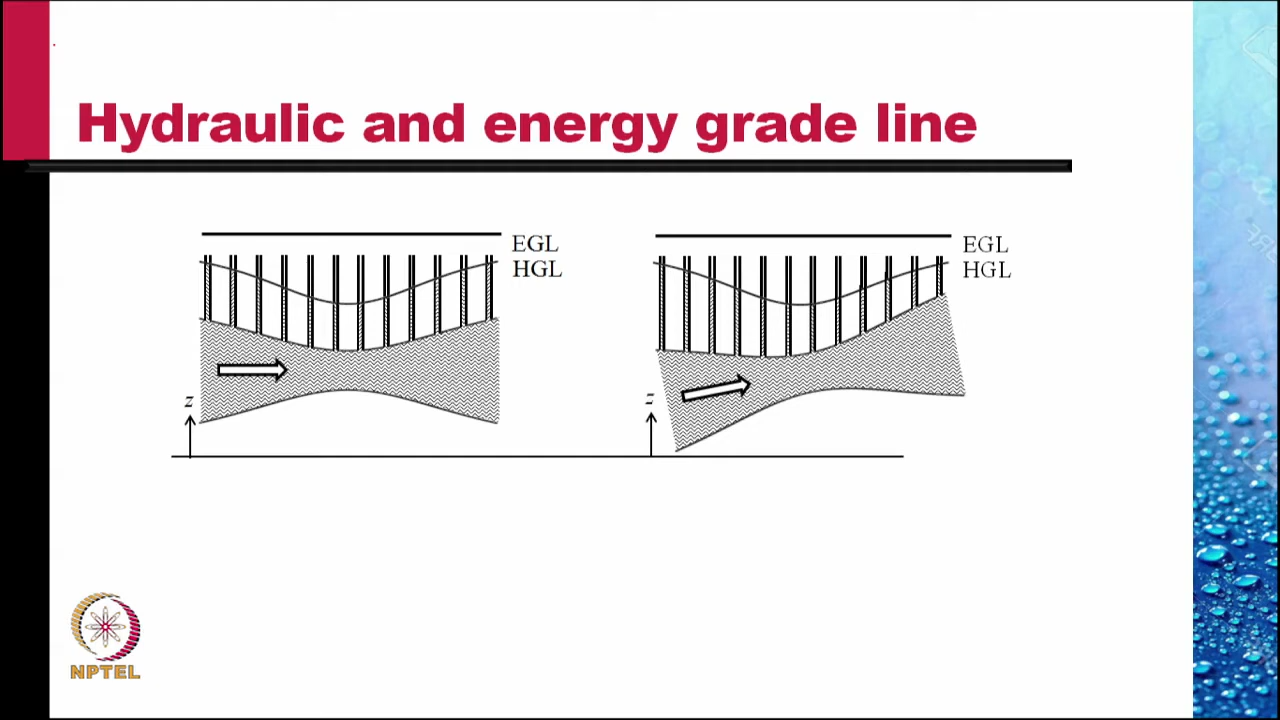 Hydraulic and energy grade line
EGL
HGL
z
EGL
HGL
z
NPTEL